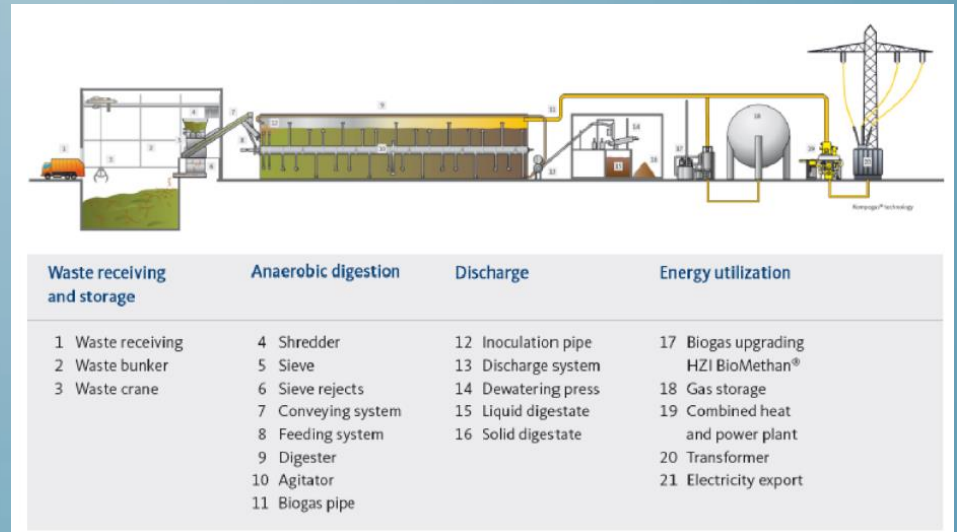 Kompogas® technology
Waste receiving
and storage
1 Waste receiving
2 Waste bunker
3 Waste crane
Anaerobic digestion
4 Shredder
5 Sieve
6 Sieve rejects
7 Conveying system
8 Feeding system
9 Digester
10 Agitator
11 Biogas pipe
Discharge
12 Inoculation pipe
13 Discharge system
14 Dewatering press
15 Liquid digestate
16 Solid digestate
Energy utilization
17 Biogas upgrading
HZI BioMethan®
18 Gas storage
19 Combined heat
and power plant
20 Transformer
21 Electricity export